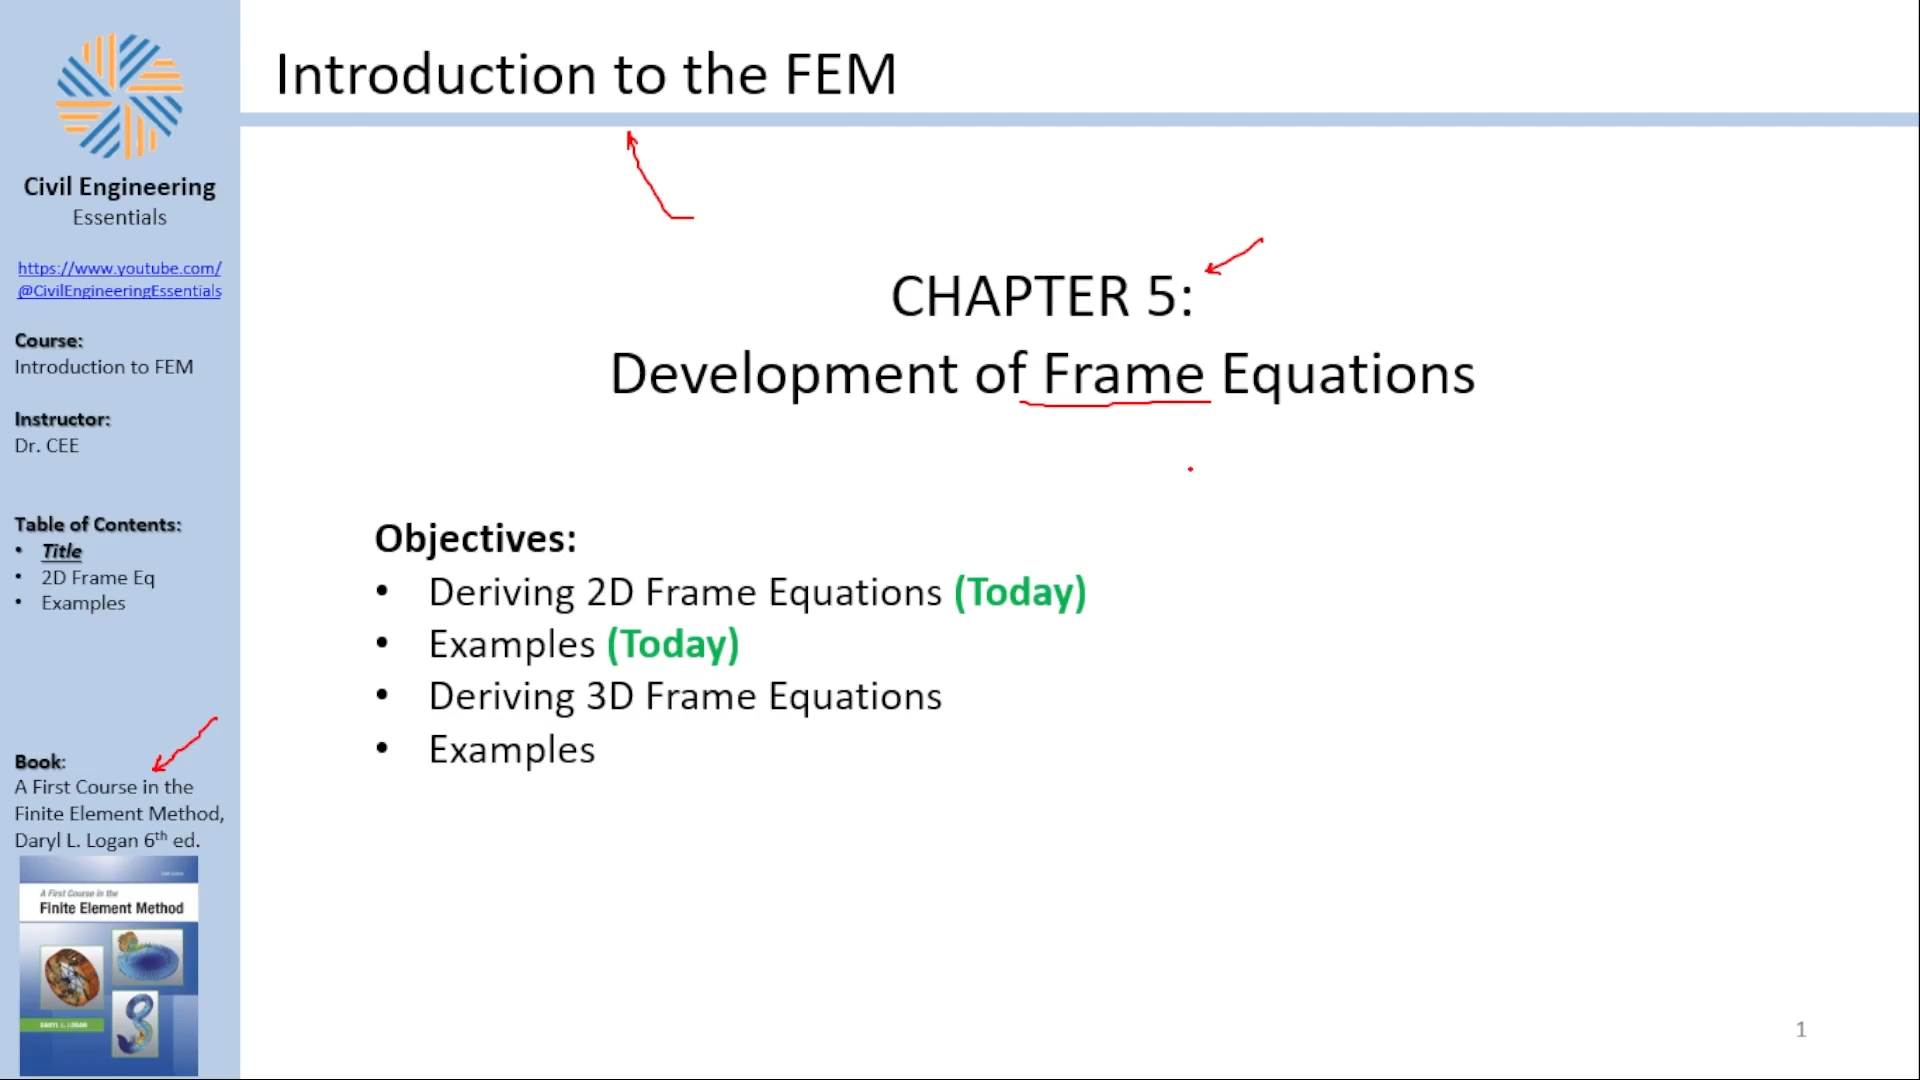 Introduction to the FEM
Civil Engineering
Essentials
https://www.youtube.com/
@CivilEngineeringEssentials
Course:
Introduction to FEM
Instructor:
Dr. CEE
Table of Contents:
• Title
• 2D Frame Eq
• Examples
Book:
A First Course in the
Finite Element Method,
Daryl L. Logan 6th ed.
A First Course in the
Finite Element Method
DARYL L. LOGAN
CHAPTER 5:
Development of Frame Equations
Objectives:
• Deriving 2D Frame Equations (Today)
• Examples (Today)
• Deriving 3D Frame Equations
• Examples
1